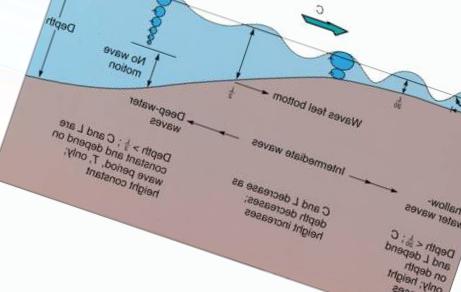 C
Depth
No wave
motion
L/2
Waves feel bottom
L/20
Deep-water
waves
Intermediate waves
hallow-
water waves
Depth > L/2; C and L are
constant and depend on
wave period, T, only;
height constant
C and L decrease as
depth decreases;
height increases
Depth < L/20; C
and L depend
on depth
only; height